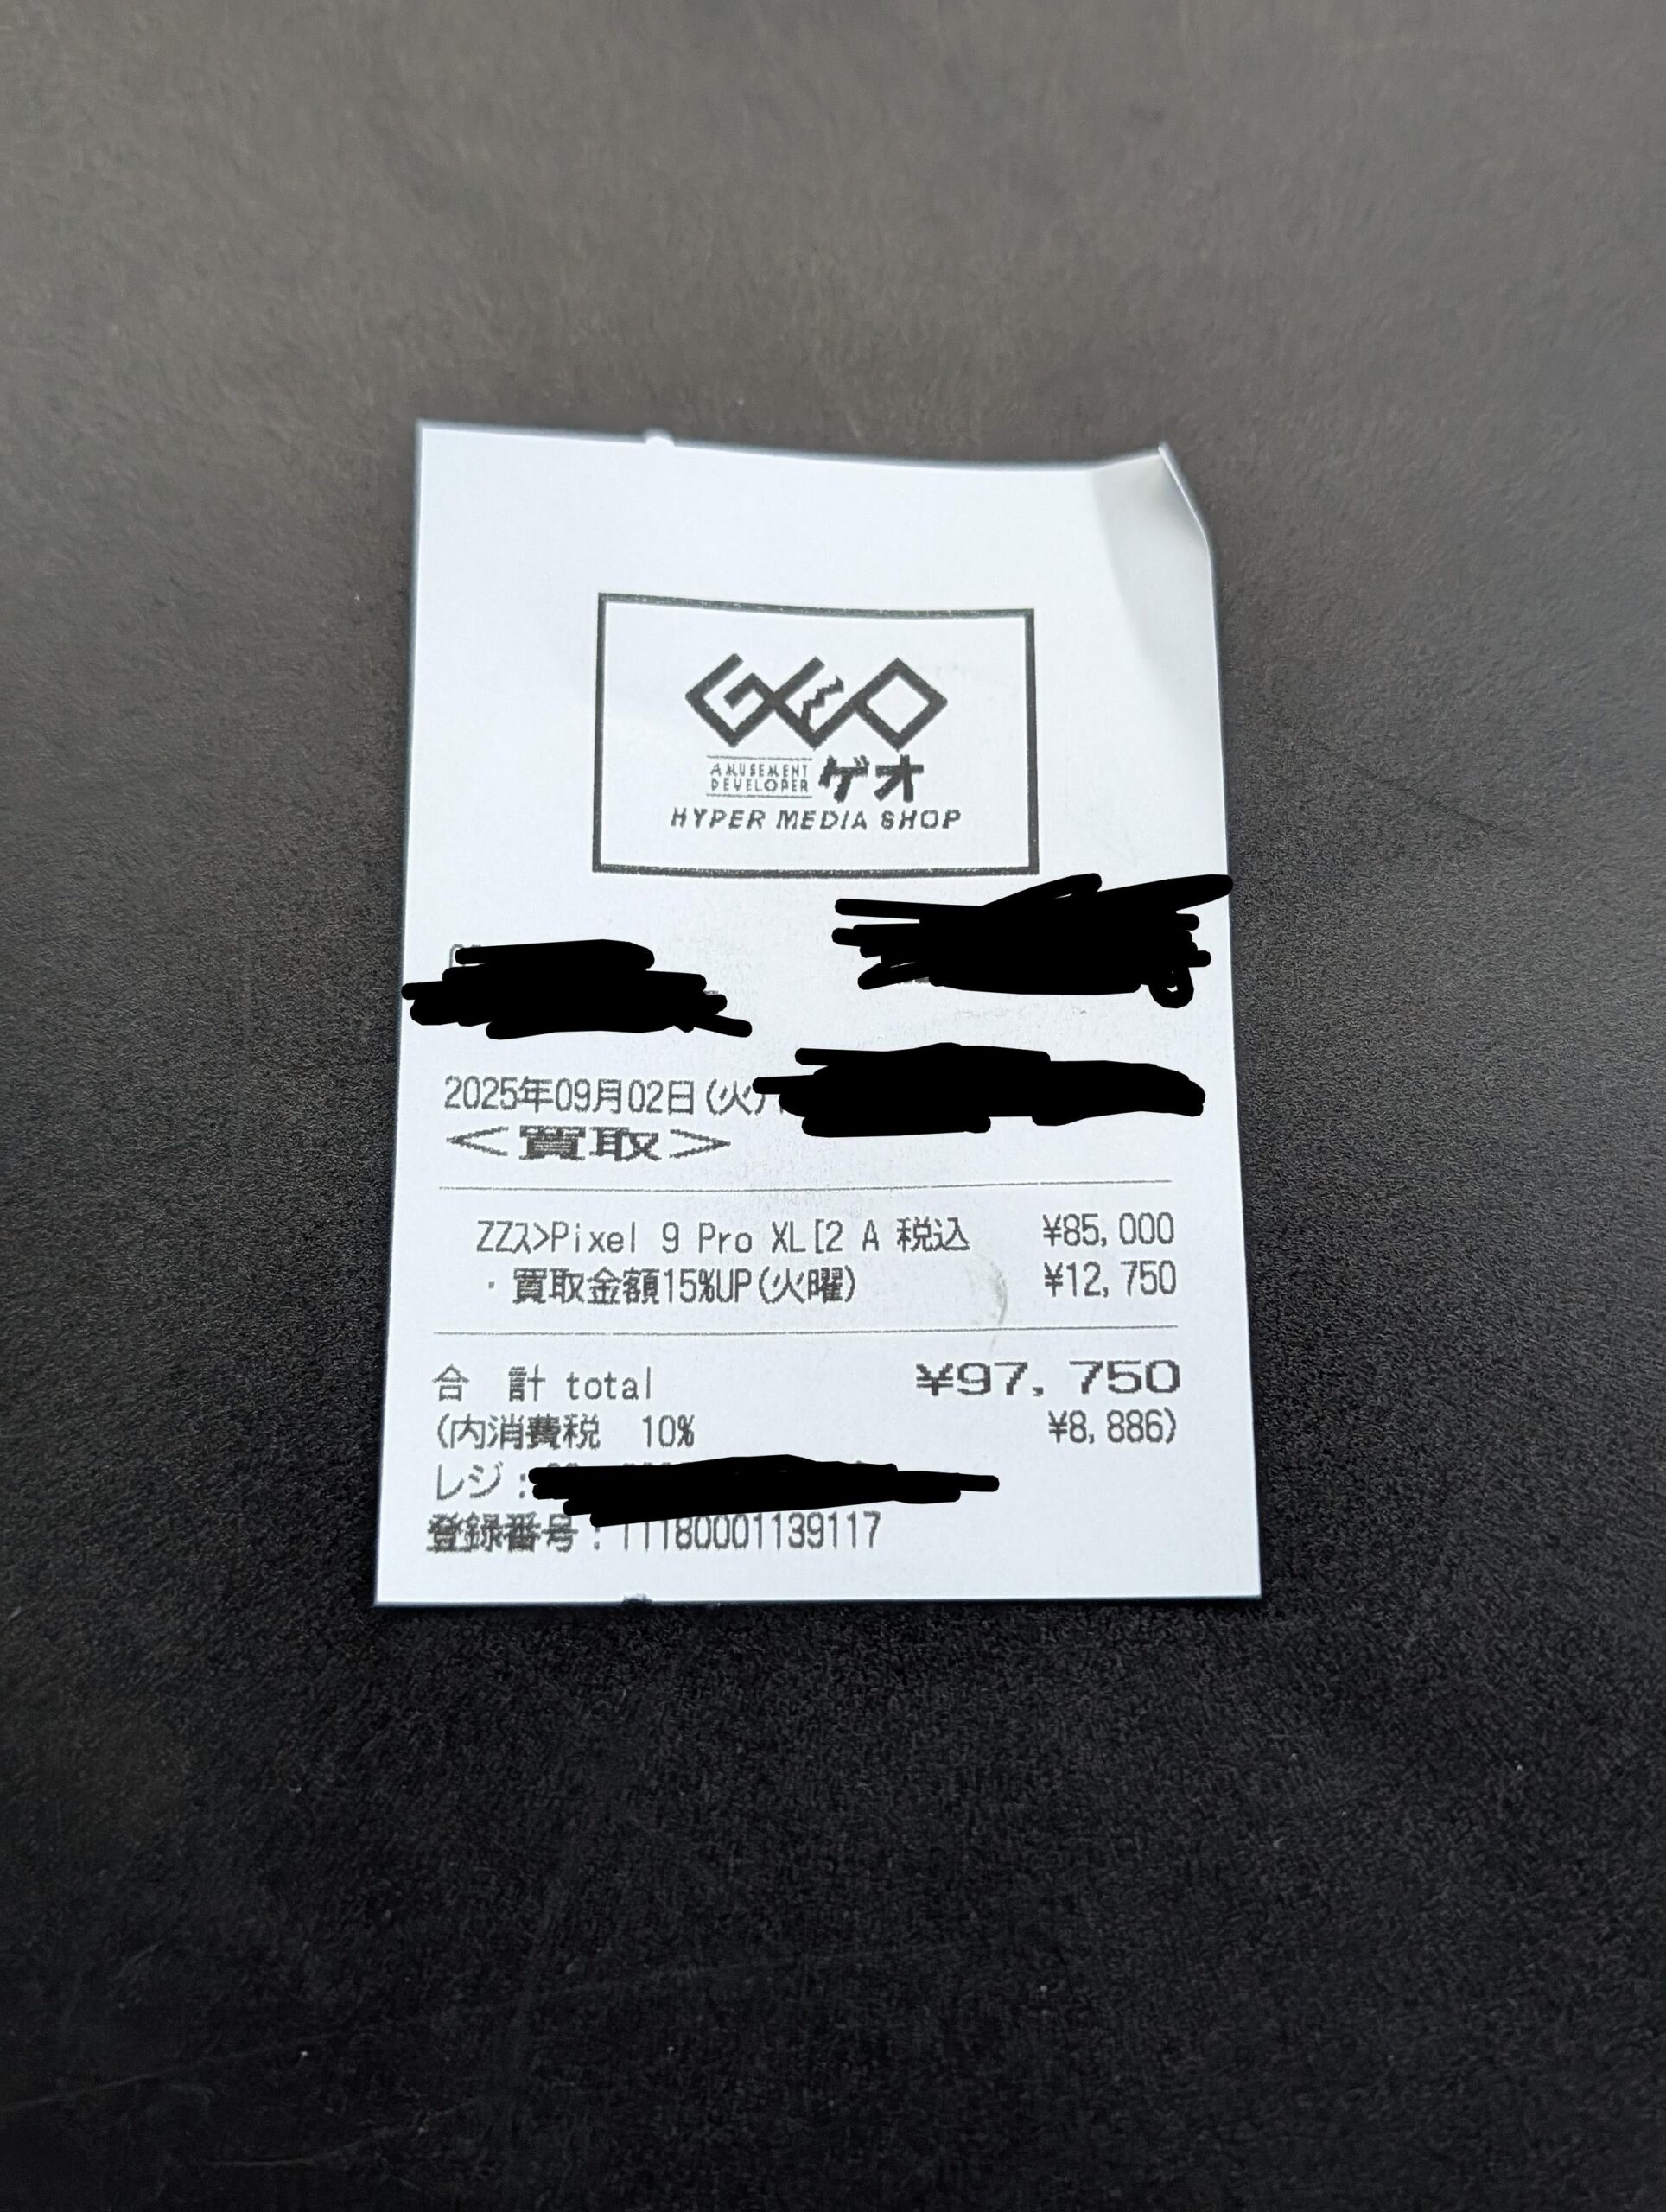 GEO
AMUSEMENT
DEVELOPER ゲオ
HYPER MEDIA SHOP
2025年09月02日(火)
<買取>
ZZス>Pixel 9 Pro XL[2 A 税込 ¥85,000
・買取金額15%UP(火曜) ¥12,750
合 計 total ¥97,750
(内消費税 10% ¥8,886)
レジ:
登録番号:T1180001139117